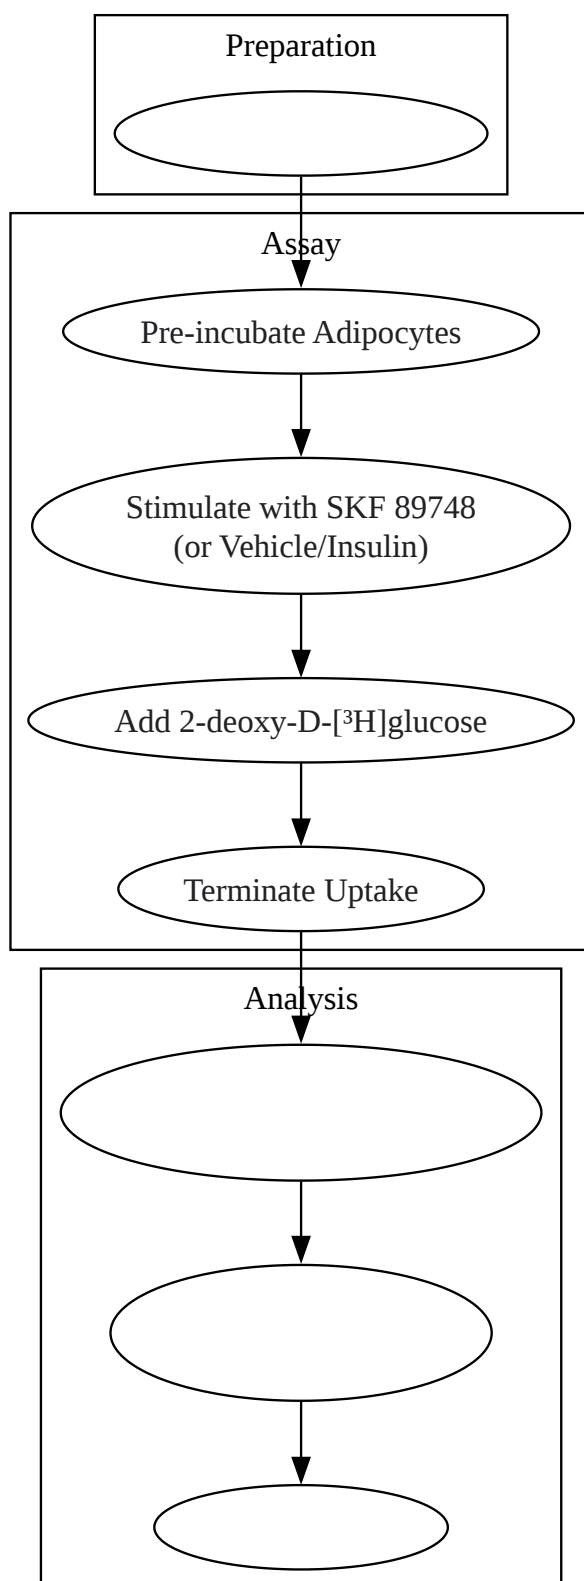 Preparation
Assay
Pre-incubate Adipocytes
Stimulate with SKF 89748
(or Vehicle/Insulin)
Add 2-deoxy-D-[³H]glucose
Terminate Uptake
Analysis